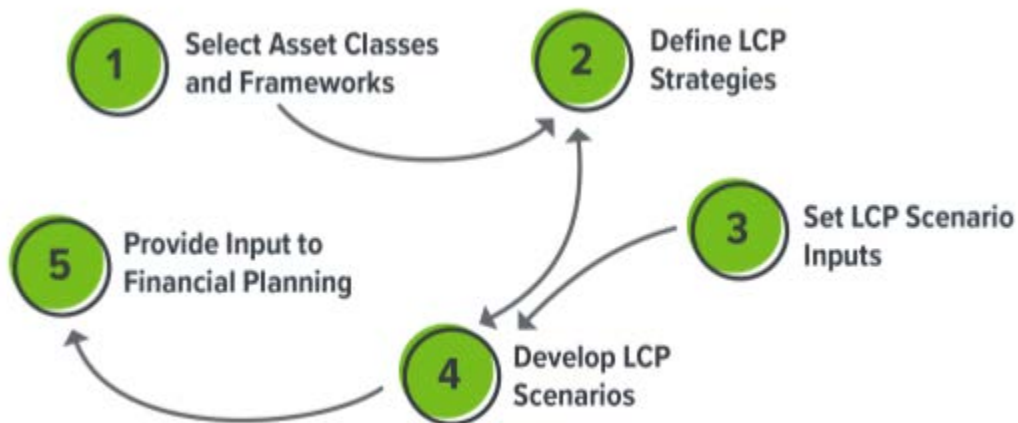 1
Select Asset Classes
and Frameworks
2
Define LCP
Strategies
3
Set LCP Scenario
Inputs
4
Develop LCP
Scenarios
5
Provide Input to
Financial Planning